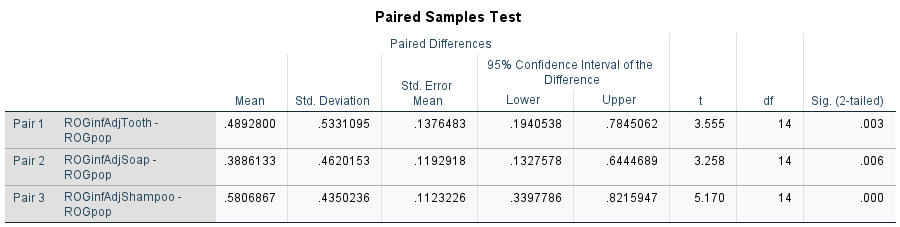 Paired Samples Test
Paired Differences
95% Confidence Interval of the
Difference
Mean Std. Deviation Std. Error Mean Lower Upper t df Sig. (2-tailed)
Pair 1 ROGinfAdjTooth - ROGpop .4892800 .5331095 .1376483 .1940538 .7845062 3.555 14 .003
Pair 2 ROGinfAdjSoap - ROGpop .3886133 .4620153 .1192918 .1327578 .6444689 3.258 14 .006
Pair 3 ROGinfAdjShampoo - ROGpop .5806867 .4350236 .1123226 .3397786 .8215947 5.170 14 .000